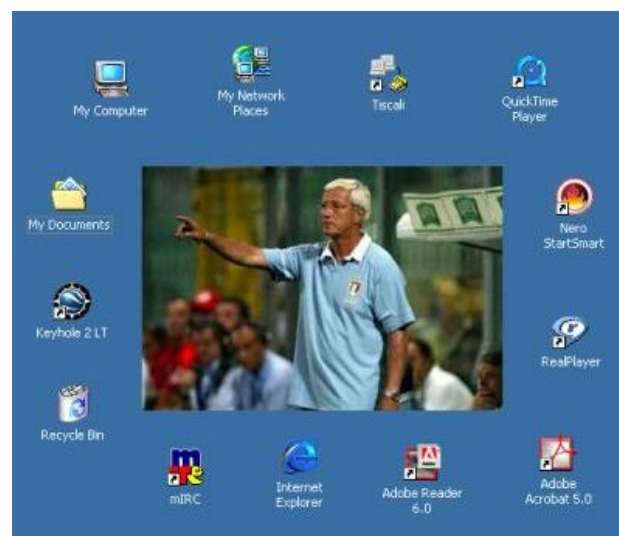 My Computer
My Network
Places
Tiscali
QuickTime
Player
My Documents
Nero
StartSmart
Keyhole 2 LT
RealPlayer
Recycle Bin
mIRC
Internet
Explorer
Adobe Reader
6.0
Adobe
Acrobat 5.0